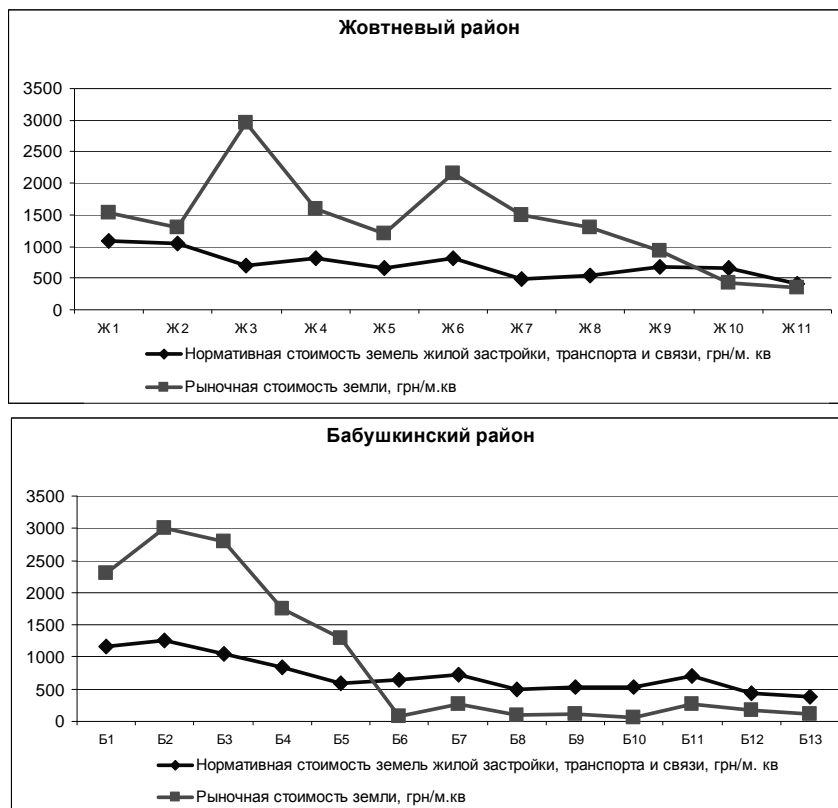 Жовтневый район
3500
3000
2500
2000
1500
1000
500
0
Ж1 Ж2 Ж3 Ж4 Ж5 Ж6 Ж7 Ж8 Ж9 Ж10 Ж11
Нормативная стоимость земель жилой застройки, транспорта и связи, грн/м. кв
Рыночная стоимость земли, грн/м.кв
Бабушкинский район
3500
3000
2500
2000
1500
1000
500
0
Б1 Б2 Б3 Б4 Б5 Б6 Б7 Б8 Б9 Б10 Б11 Б12 Б13
Нормативная стоимость земель жилой застройки, транспорта и связи, грн/м. кв
Рыночная стоимость земли, грн/м.кв